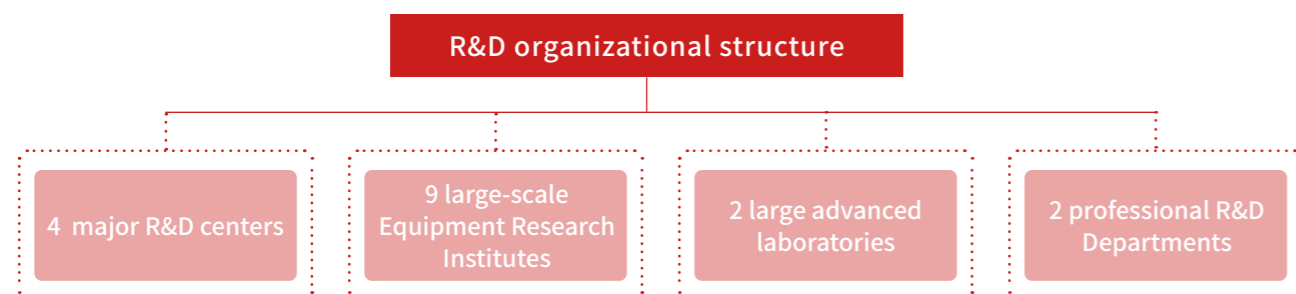 R&D organizational structure
4 major R&D centers
9 large-scale
Equipment Research
Institutes
2 large advanced
laboratories
2 professional R&D
Departments